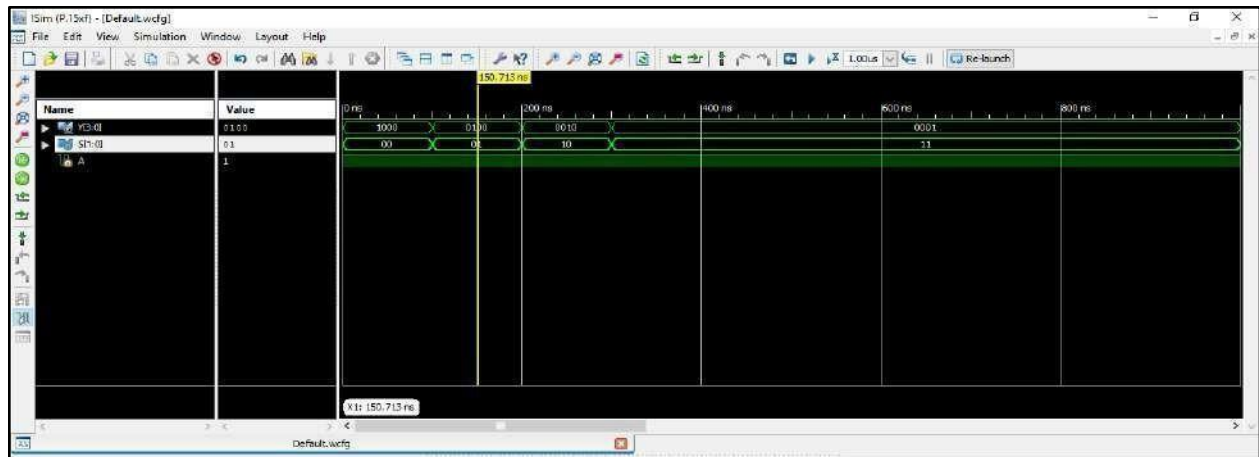 ISim (P.15xf) - [Default.wcfg]
File Edit View Simulation Window Layout Help
1.00us Re-launch
150.713 ns
Name Value 0 ns 200 ns 400 ns 600 ns 800 ns
Y[3:0] 0100 1000 0100 0010 0001
S[1:0] 01 00 01 10 11
A 1
X1: 150.713 ns
Default.wcfg